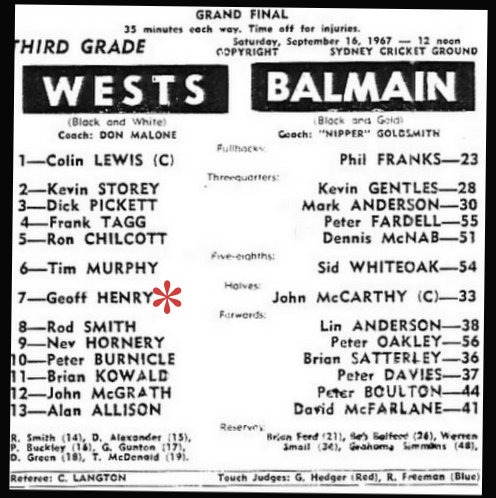 GRAND FINAL
35 minutes each way. Time off for injuries.
THIRD GRADE
Saturday, September 16, 1967 — 12 noon
COPYRIGHT SYDNEY CRICKET GROUND
WESTS BALMAIN
(Black and White) (Black and Gold)
Coach: DON MALONE Coach: "NIPPER" GOLDSMITH
Fullbacks:
1—Colin LEWIS (C) Phil FRANKS—23
Threequarters:
2—Kevin STOREY Kevin GENTLES—28
3—Dick PICKETT Mark ANDERSON—30
4—Frank TAGG Peter FARDELL—55
5—Ron CHILCOTT Dennis McNAB—51
Five-eighths:
6—Tim MURPHY Sid WHITEOAK—54
Halves:
7—Geoff HENRY* John McCARTHY (C)—33
Forwards:
8—Rod SMITH Lin ANDERSON—38
9—Nev HORNERY Peter OAKLEY—56
10—Peter BURNICLE Brian SATTERLEY—36
11—Brian KOWALD Peter DAVIES—37
12—John McGRATH Peter BOULTON—44
13—Alan ALLISON David McFARLANE—41
Reserves:
R. Smith (14), D. Alexander (15), Brian Ford (21), Warren
P. Buckley (16), G. Gunton (17), Simmons (48),
D. Green (18), T. McDonald (19).
Referee: C. LANGTON Touch Judges: G. Hedger (Red), R. Freeman (Blue)